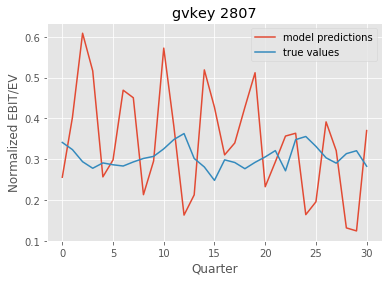 gvkey 2807
model predictions
true values
Normalized EBIT/EV
0.6
0.5
0.4
0.3
0.2
0.1
0 5 10 15 20 25 30
Quarter